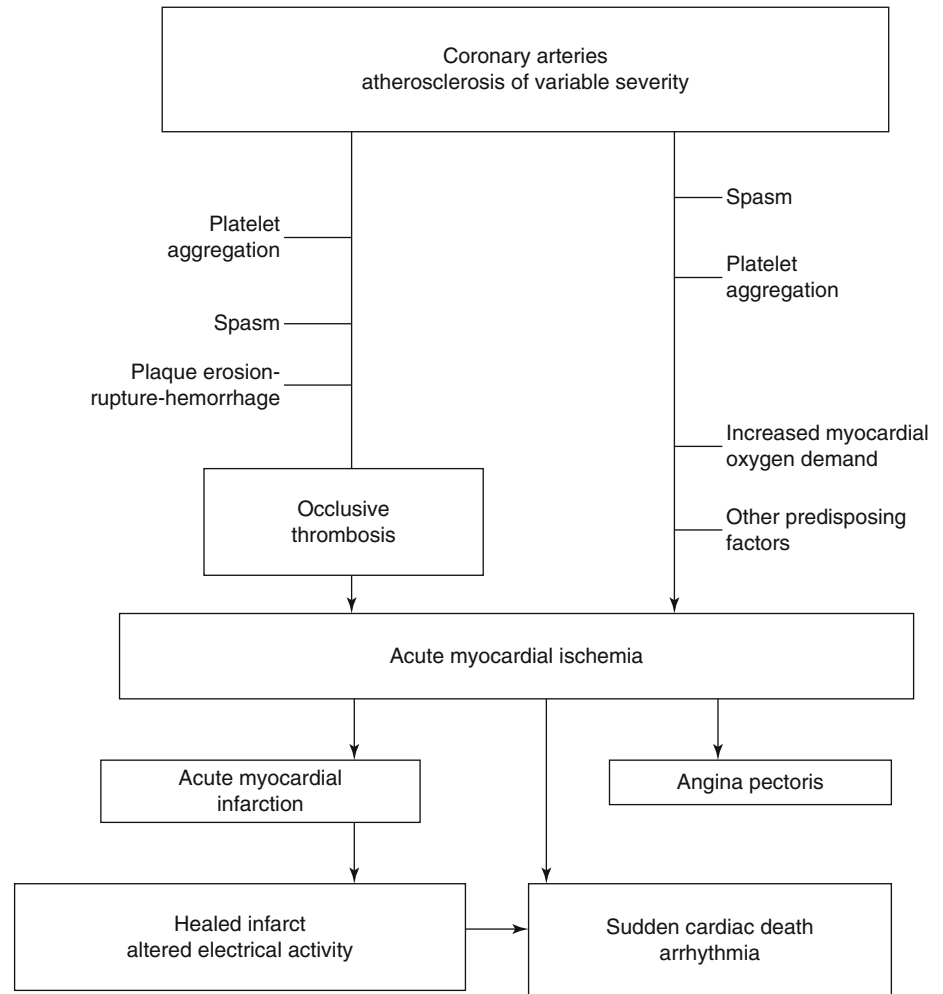 Coronary arteries
atherosclerosis of variable severity
Platelet
aggregation
Spasm
Plaque erosion-
rupture-hemorrhage
Spasm
Platelet
aggregation
Increased myocardial
oxygen demand
Other predisposing
factors
Occlusive
thrombosis
Acute myocardial ischemia
Acute myocardial
infarction
Angina pectoris
Healed infarct
altered electrical activity
Sudden cardiac death
arrhythmia